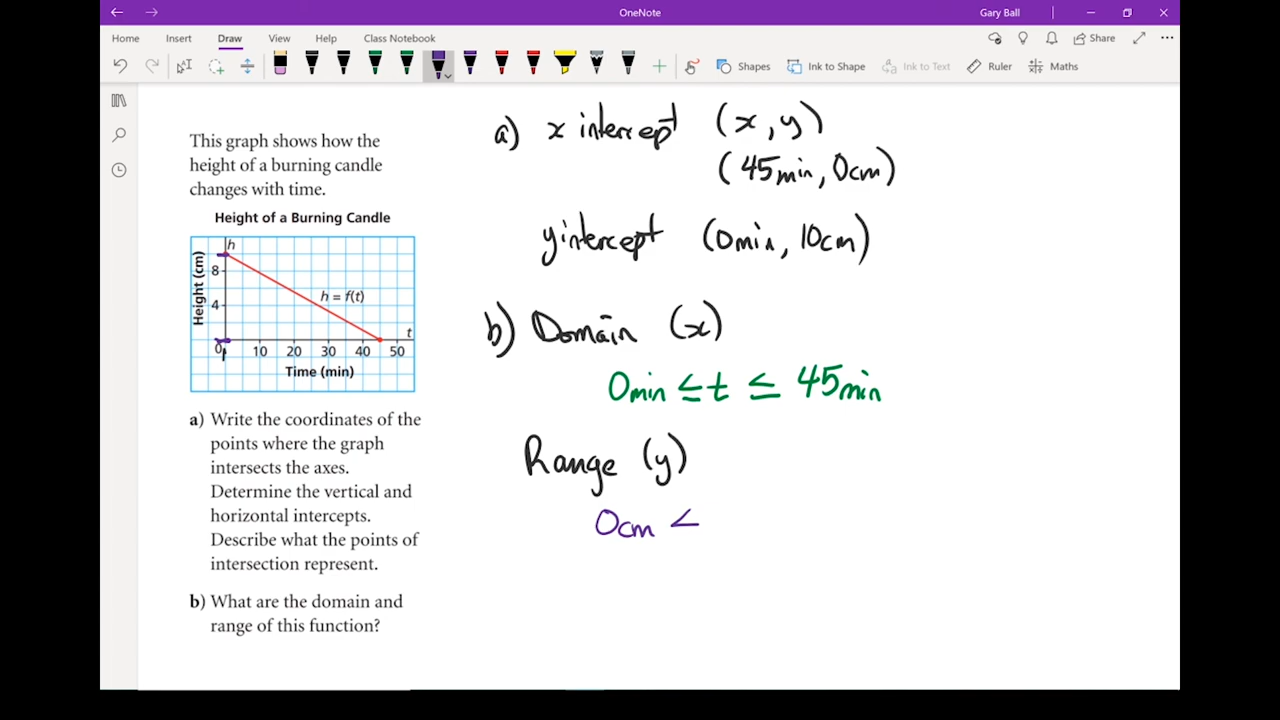 OneNote
Gary Ball
Home Insert Draw View Help Class Notebook
Share
Shapes Ink to Shape Ink to Text Ruler Maths
This graph shows how the
height of a burning candle
changes with time.
Height of a Burning Candle
h
Height (cm)
8
4
h = f(t)
t
0 10 20 30 40 50
Time (min)
a) Write the coordinates of the
points where the graph
intersects the axes.
Determine the vertical and
horizontal intercepts.
Describe what the points of
intersection represent.
b) What are the domain and
range of this function?
a) x intercept (x, y)
(45min, 0cm)
y intercept (0min, 10cm)
b) Domain (x)
0min ≤ t ≤ 45min
Range (y)
0cm <